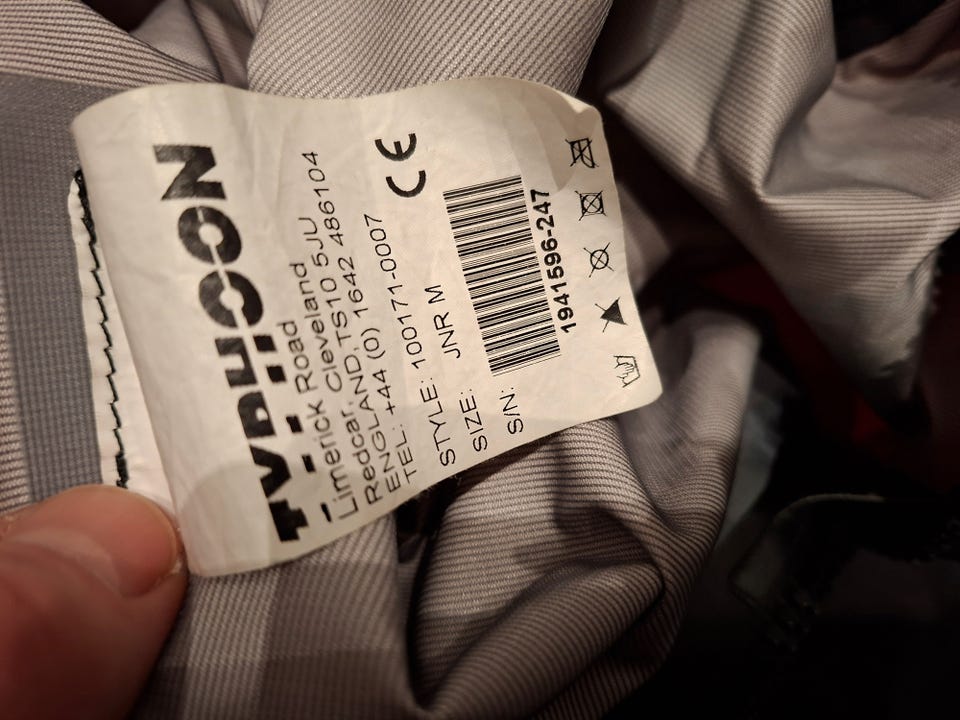 TYPHOON
Limerick Road
Redcar, Cleveland
ENGLAND, TS10 5JU
TEL: +44 (0) 1642 486104
STYLE: 100171-0007
CE
SIZE: JNR M
S/N:
1941596-247